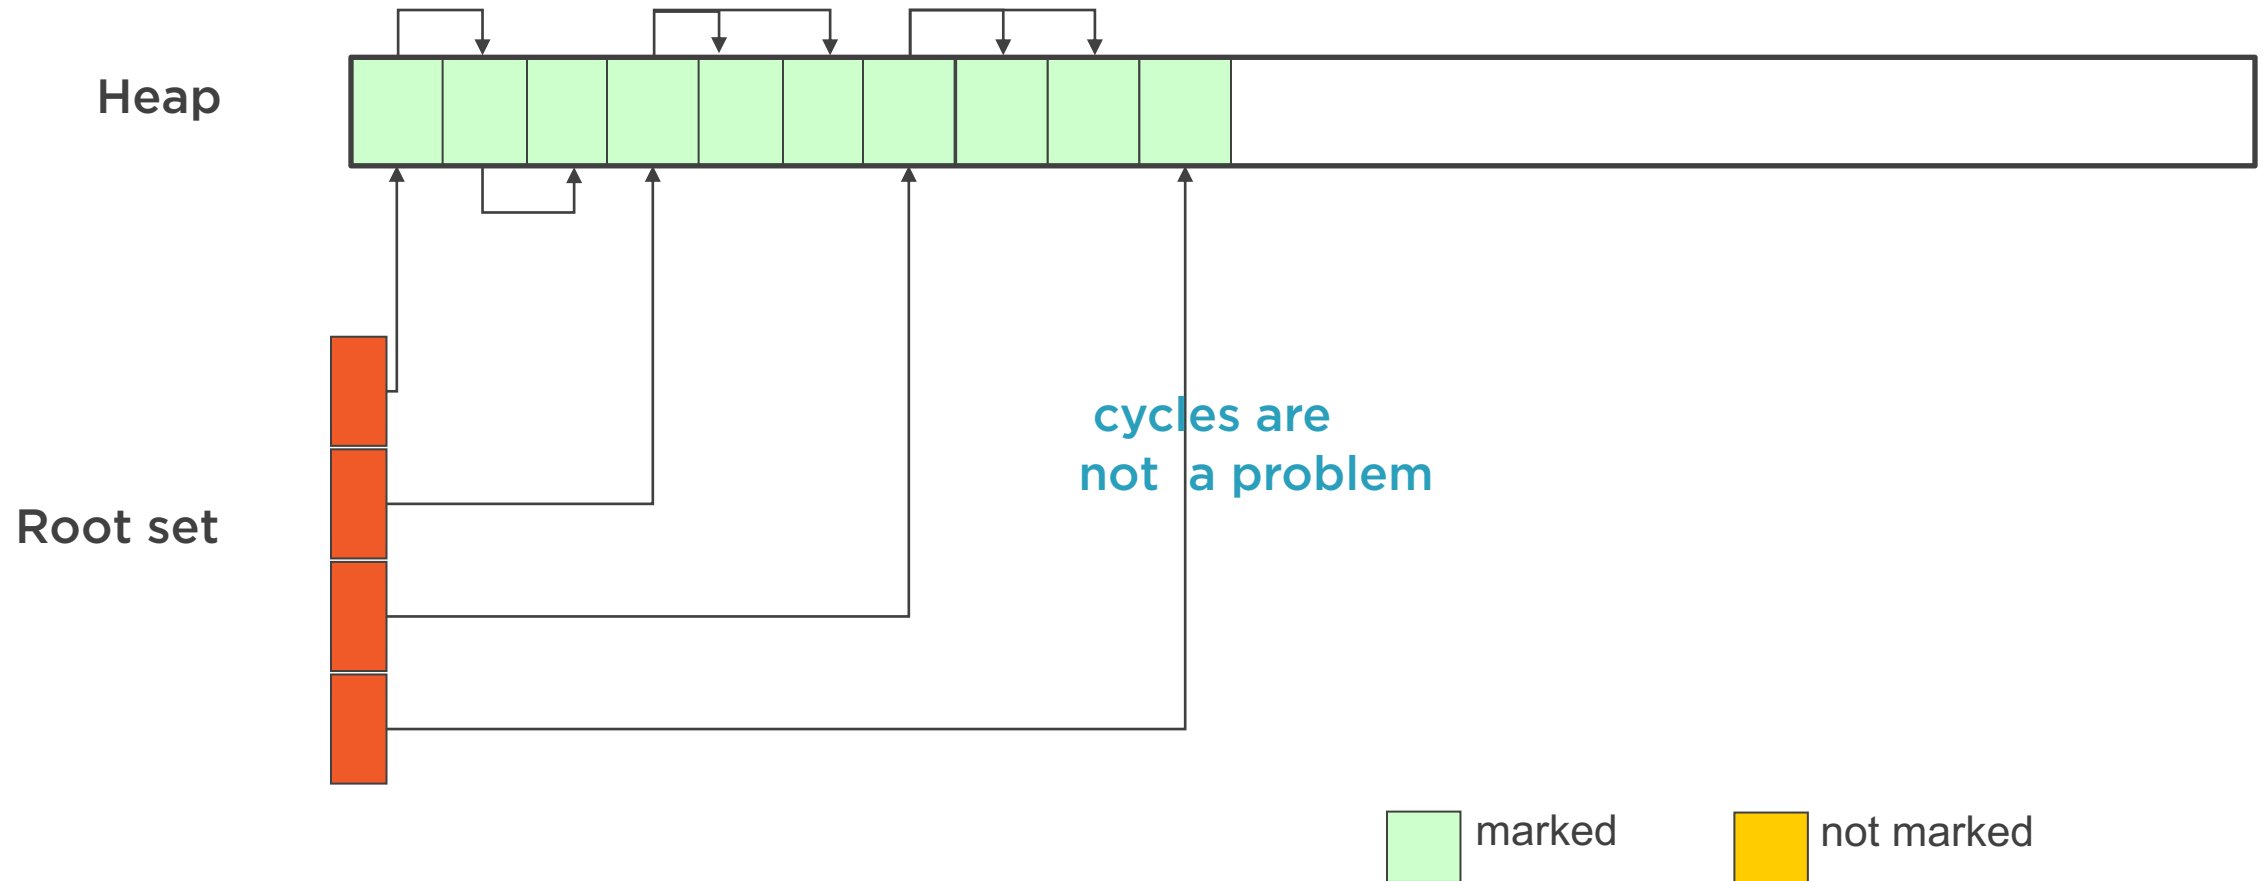 Heap
cycles are
not a problem
Root set
marked
not marked